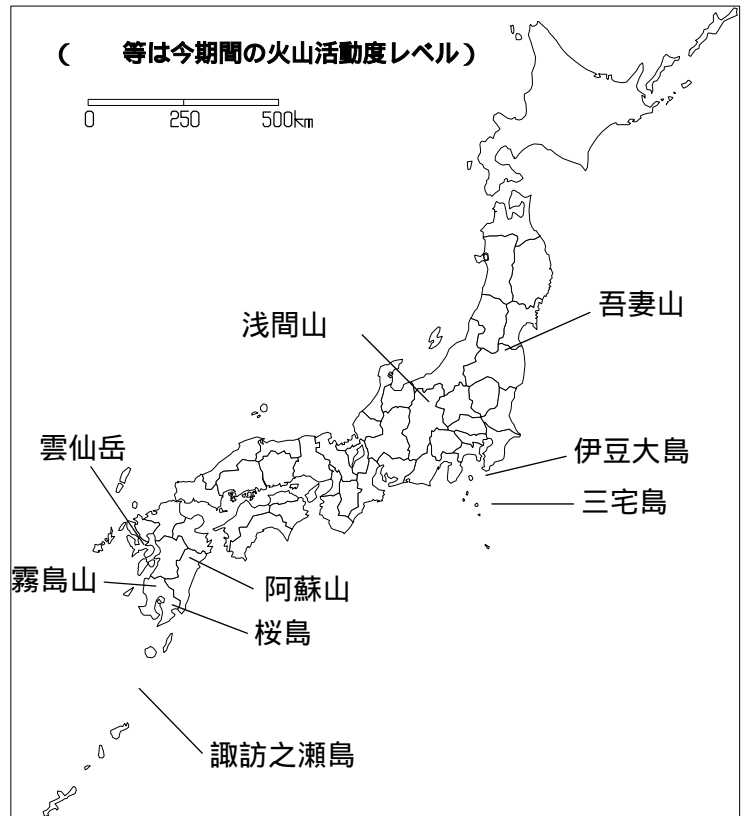 (　　等は今期間の火山活動度レベル)
0 250 500km
吾妻山
浅間山
雲仙岳
伊豆大島
三宅島
霧島山
阿蘇山
桜島
諏訪之瀬島